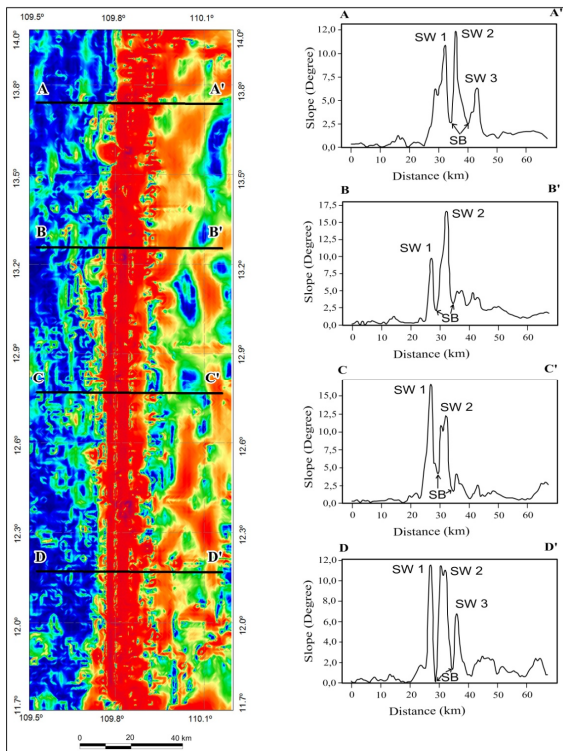 109.5° 109.8° 110.1°
14.0° 14.0°
13.8° 13.8°
A A'
13.5° 13.5°
B B'
13.2° 13.2°
12.9° 12.9°
C C'
12.6° 12.6°
12.3° 12.3°
D D'
12.0° 12.0°
11.7° 11.7°
109.5° 109.8° 110.1°
0 20 40 km
A A'
SW 1
SW 2
SW 3
SB
Slope (Degree)
12,0
10,0
8,0
6,0
4,0
2,0
0,0
0 10 20 30 40 50 60
Distance (km)
B B'
SW 1
SW 2
SB
Slope (Degree)
17,5
15,0
12,5
10,0
7,5
5,0
2,5
0,0
0 10 20 30 40 50 60
Distance (km)
C C'
SW 1
SW 2
SB
Slope (Degree)
15,0
12,5
10,0
7,5
5,0
2,5
0,0
0 10 20 30 40 50 60
Distance (km)
D D'
SW 1
SW 2
SW 3
SB
Slope (Degree)
12,0
10,0
8,0
6,0
4,0
2,0
0,0
0 10 20 30 40 50 60
Distance (km)